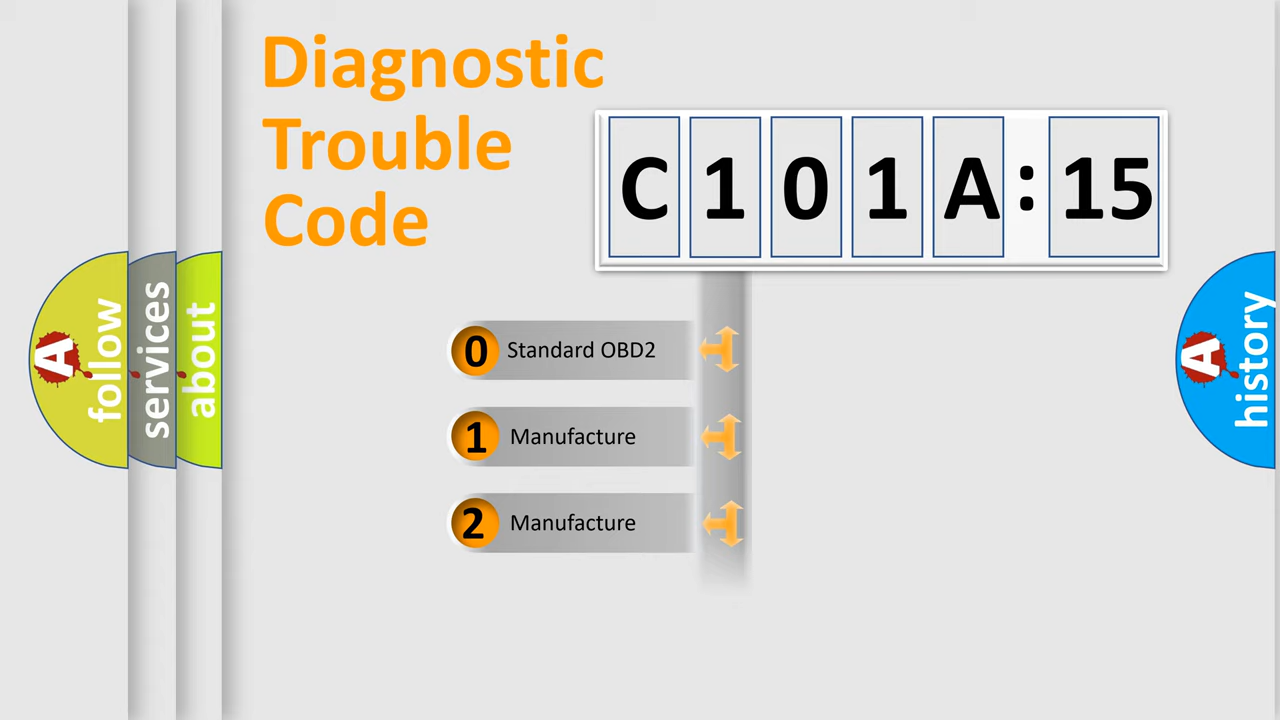 Diagnostic
Trouble
Code
C 1 0 1 A : 15
0 Standard OBD2
1 Manufacture
2 Manufacture
A follow
services
about
A history